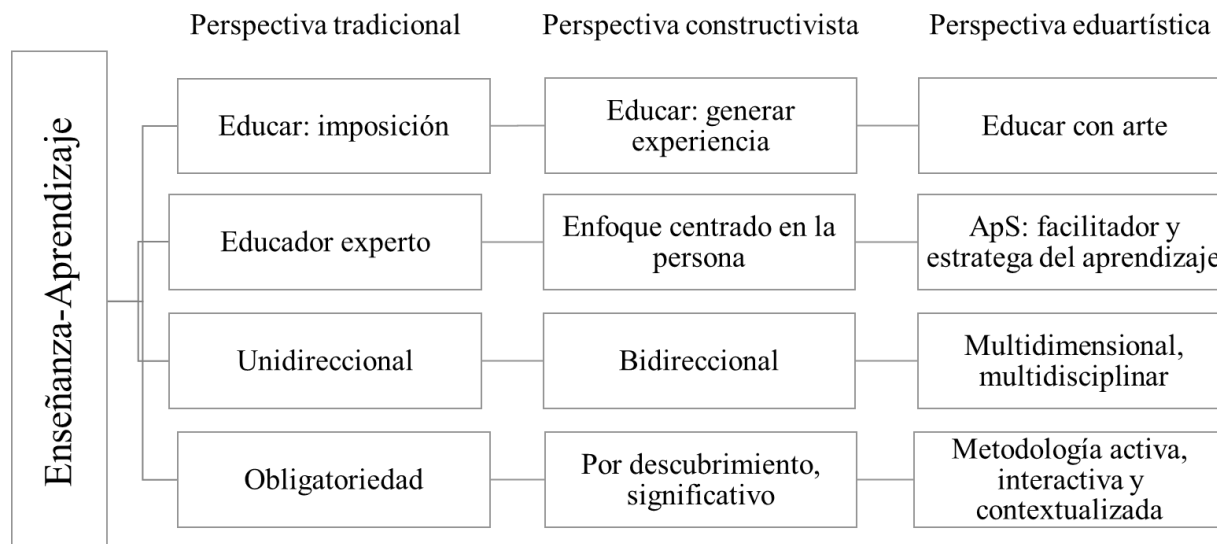 Perspectiva tradicional
Perspectiva constructivista
Perspectiva eduartística
Enseñanza-Aprendizaje
Educar: imposición
Educar: generar
experiencia
Educar con arte
Educador experto
Enfoque centrado en la
persona
ApS: facilitador y
estratega del aprendizaje
Unidireccional
Bidireccional
Multidimensional,
multidisciplinar
Obligatoriedad
Por descubrimiento,
significativo
Metodología activa,
interactiva y
contextualizada